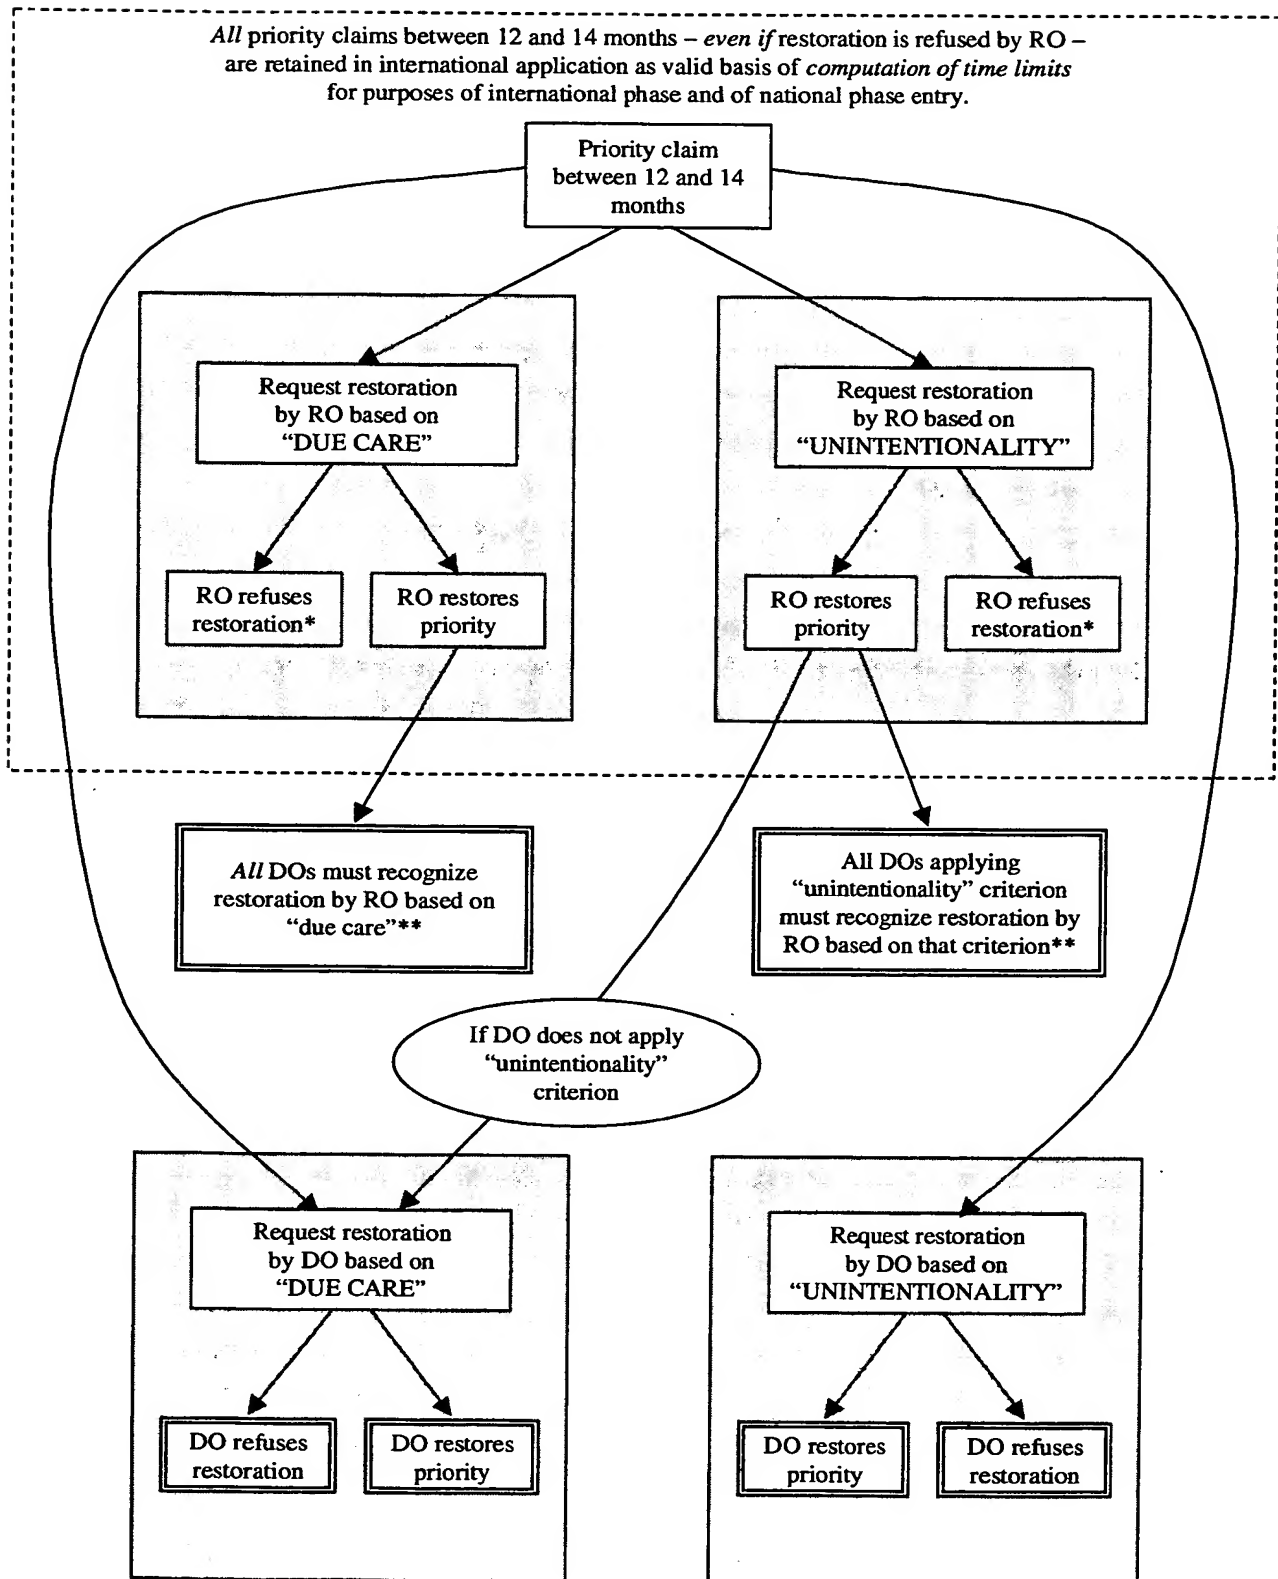 All priority claims between 12 and 14 months – even if restoration is refused by RO –
are retained in international application as valid basis of computation of time limits
for purposes of international phase and of national phase entry.
Priority claim
between 12 and 14
months
Request restoration
by RO based on
“DUE CARE”
Request restoration
by RO based on
“UNINTENTIONALITY”
RO refuses
restoration*
RO restores
priority
RO restores
priority
RO refuses
restoration*
All DOs must recognize
restoration by RO based on
“due care”**
All DOs applying
“unintentionality” criterion
must recognize restoration by
RO based on that criterion**
If DO does not apply
“unintentionality”
criterion
Request restoration
by DO based on
“DUE CARE”
Request restoration
by DO based on
“UNINTENTIONALITY”
DO refuses
restoration
DO restores
priority
DO restores
priority
DO refuses
restoration